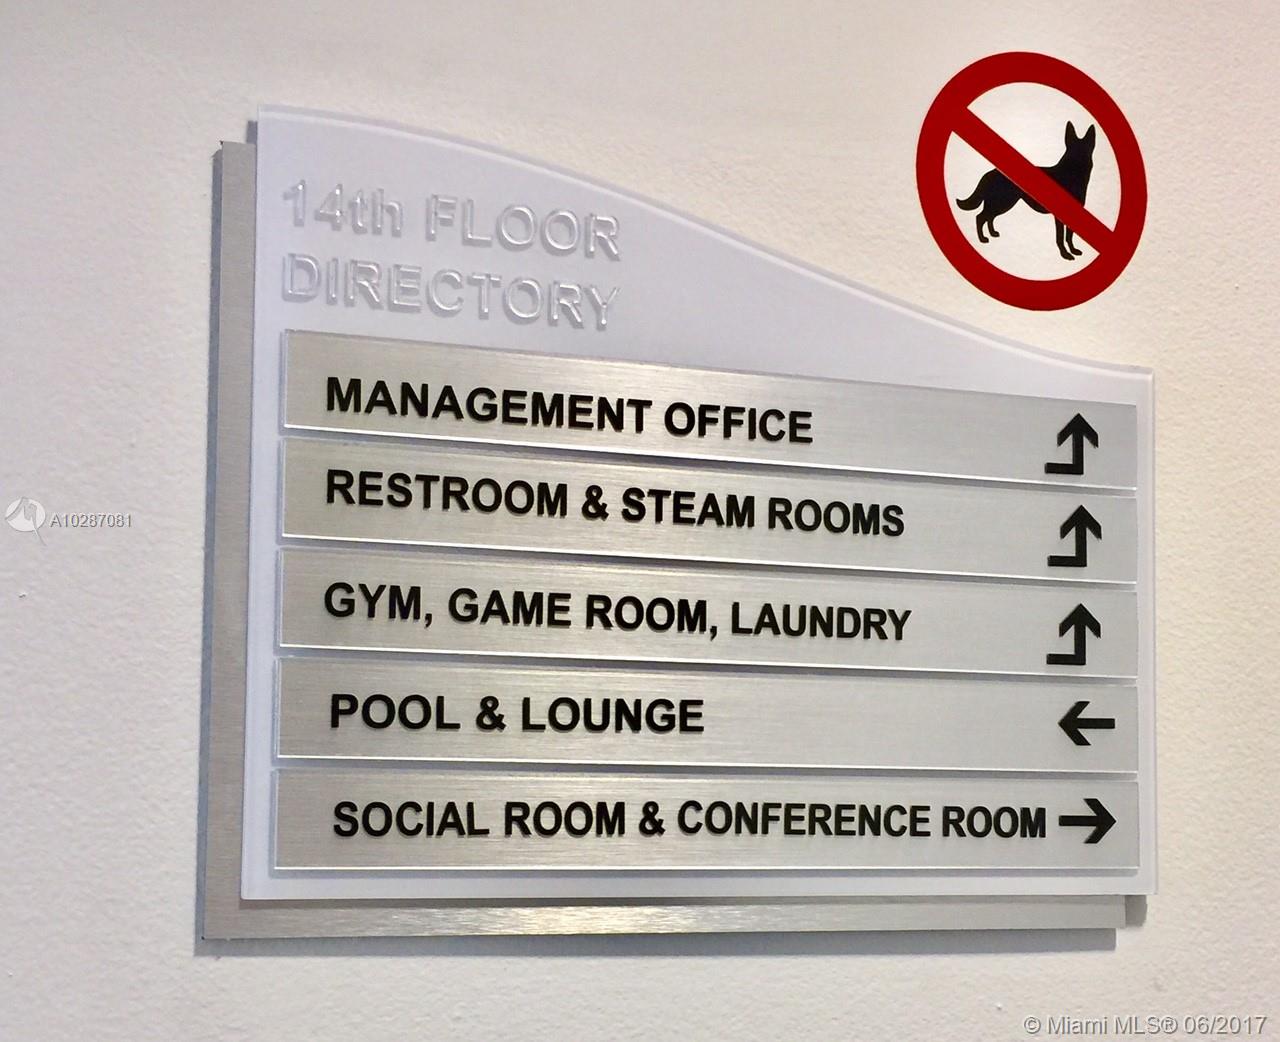 14th FLOOR
DIRECTORY
MANAGEMENT OFFICE
RESTROOM & STEAM ROOMS
GYM, GAME ROOM, LAUNDRY
POOL & LOUNGE
SOCIAL ROOM & CONFERENCE ROOM
A10287081
© Miami MLS® 06/2017